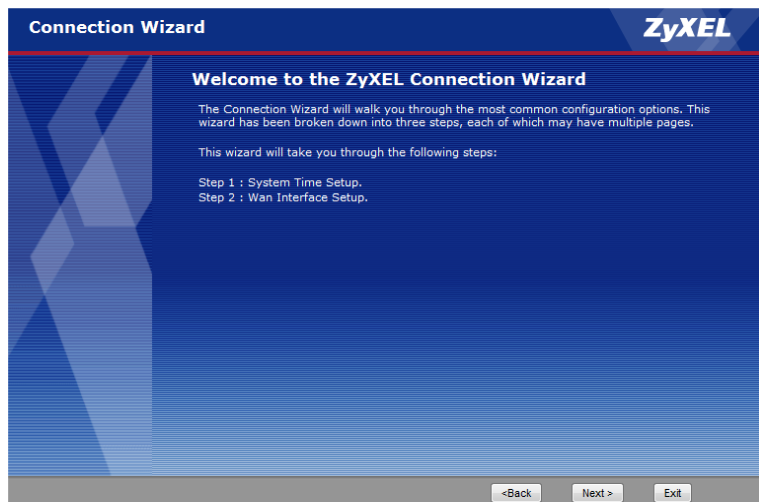 Connection Wizard
ZyXEL
Welcome to the ZyXEL Connection Wizard
The Connection Wizard will walk you through the most common configuration options. This
wizard has been broken down into three steps, each of which may have multiple pages.
This wizard will take you through the following steps:
Step 1 : System Time Setup.
Step 2 : Wan Interface Setup.
<Back
Next >
Exit